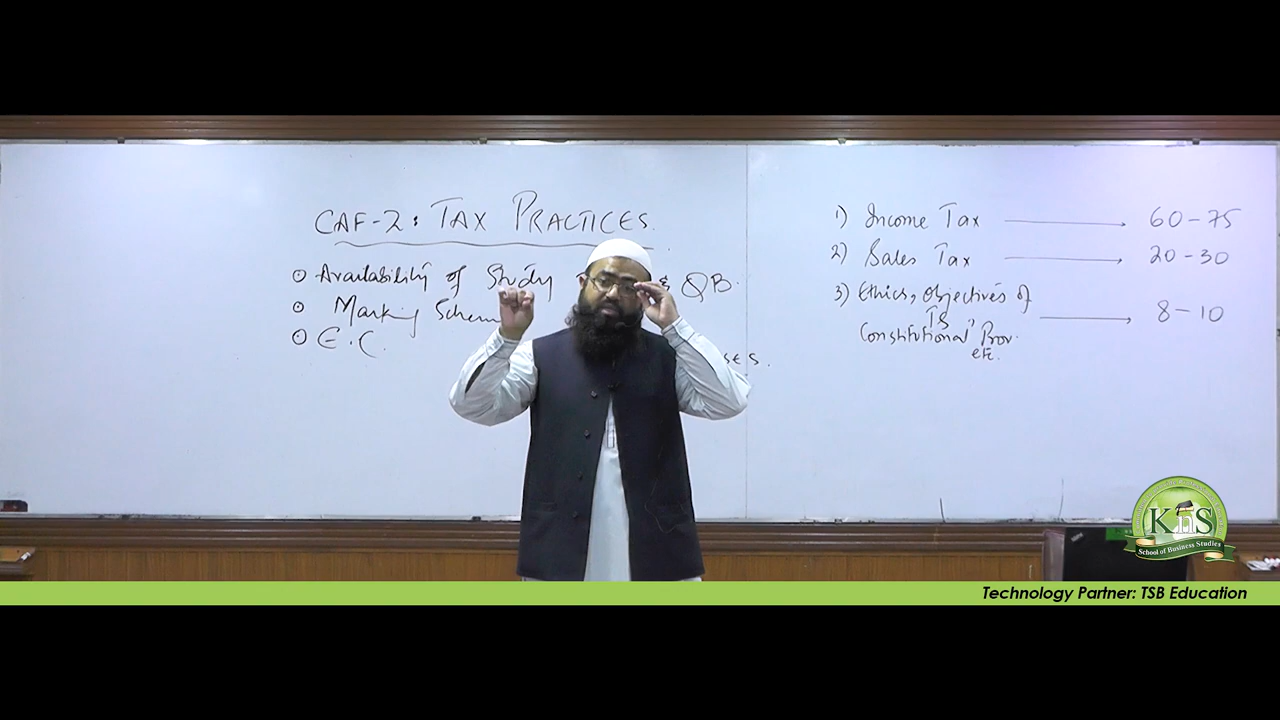 CAF-2: TAX PRACTICES.
⊙ Availability of Study & QB.
⊙ Marking Schem
⊙ E.C.
SES.
1) Income Tax → 60-75
2) Sales Tax → 20-30
3) Ethics, objectives of → 8-10
TS,
Constitutional Prov.
etc.
KnS
School of Business Studies
Technology Partner: TSB Education